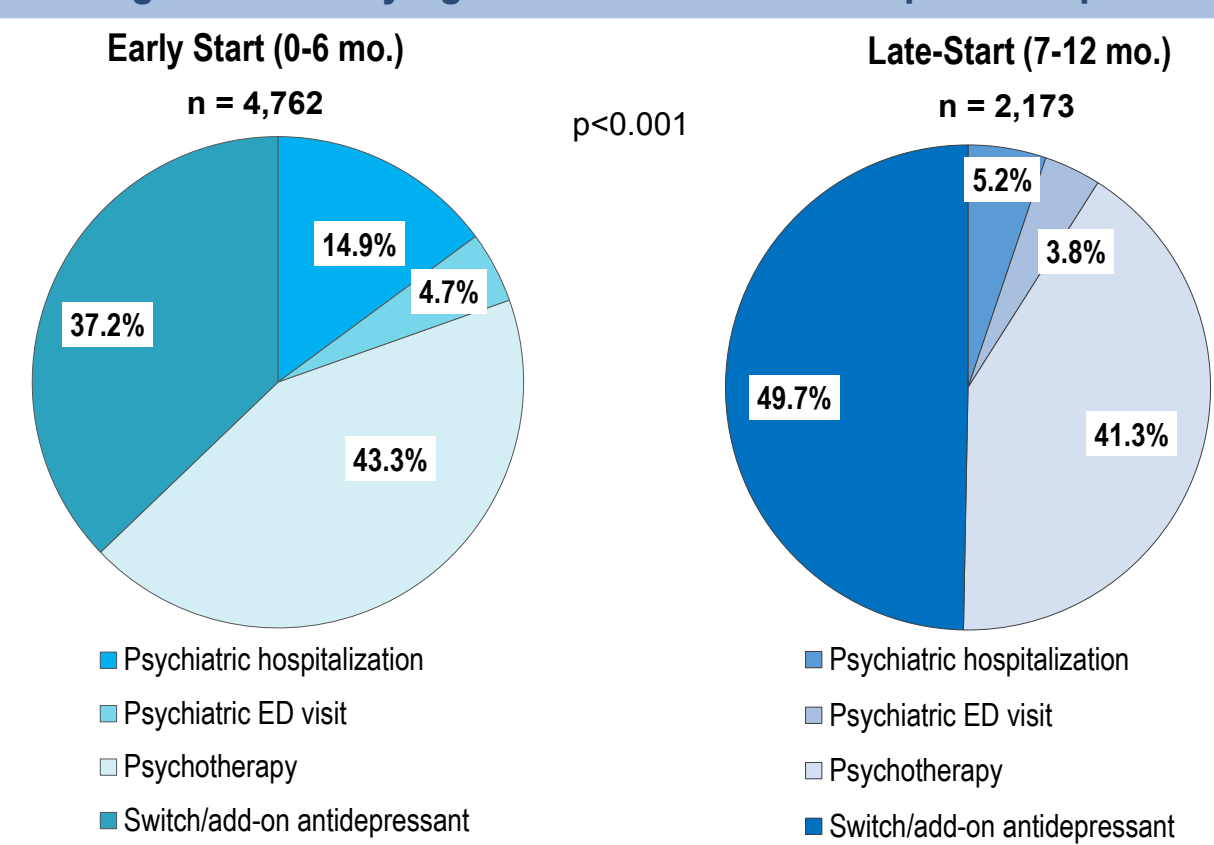 Early Start (0-6 mo.)
n = 4,762
14.9%
4.7%
37.2%
43.3%
Psychiatric hospitalization
Psychiatric ED visit
Psychotherapy
Switch/add-on antidepressant
p<0.001
Late-Start (7-12 mo.)
n = 2,173
5.2%
3.8%
49.7%
41.3%
Psychiatric hospitalization
Psychiatric ED visit
Psychotherapy
Switch/add-on antidepressant